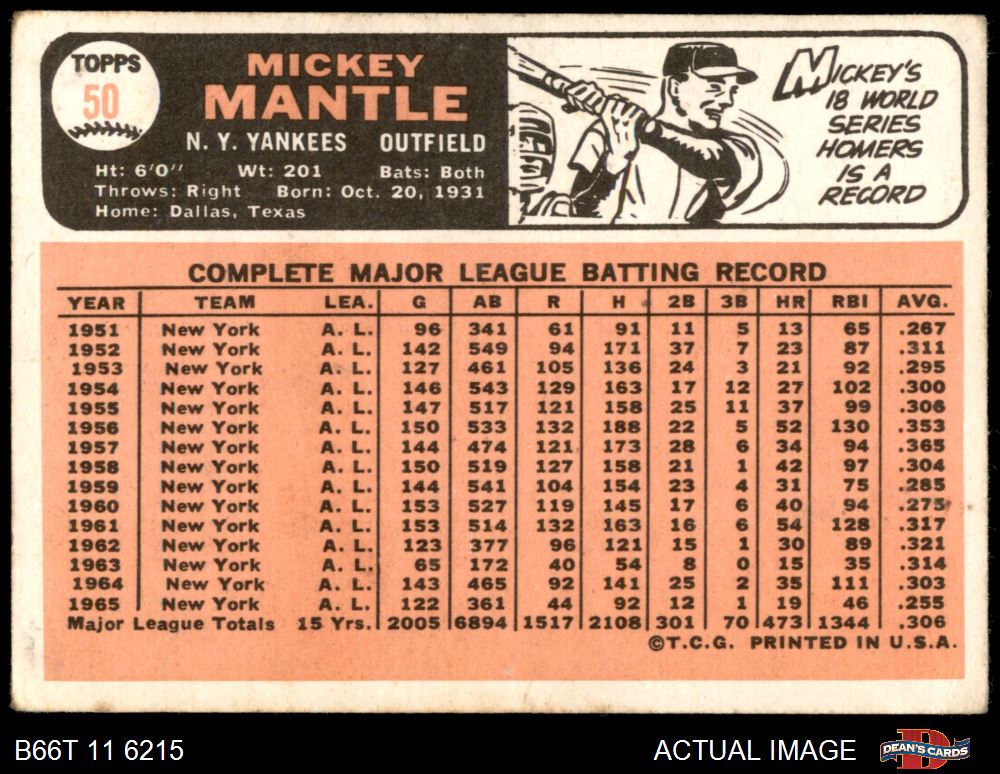 TOPPS
50
MICKEY
MANTLE
N. Y. YANKEES OUTFIELD
Ht: 6'0" Wt: 201 Bats: Both
Throws: Right Born: Oct. 20, 1931
Home: Dallas, Texas
MICKEY'S
18 WORLD
SERIES
HOMERS
IS A
RECORD
COMPLETE MAJOR LEAGUE BATTING RECORD
YEAR TEAM LEA. G AB R H 2B 3B HR RBI AVG.
1951 New York A. L. 96 341 61 91 11 5 13 65 .267
1952 New York A. L. 142 549 94 171 37 7 23 87 .311
1953 New York A. L. 127 461 105 136 24 3 21 92 .295
1954 New York A. L. 146 543 129 163 17 12 27 102 .300
1955 New York A. L. 147 517 121 158 25 11 37 99 .306
1956 New York A. L. 150 533 132 188 22 5 52 130 .353
1957 New York A. L. 144 474 121 173 28 6 34 94 .365
1958 New York A. L. 150 519 127 158 21 1 42 97 .304
1959 New York A. L. 144 541 104 154 23 4 31 75 .285
1960 New York A. L. 153 527 119 145 17 6 40 94 .275
1961 New York A. L. 153 514 132 163 16 6 54 128 .317
1962 New York A. L. 123 377 96 121 15 1 30 89 .321
1963 New York A. L. 65 172 40 54 8 0 15 35 .314
1964 New York A. L. 143 465 92 141 25 2 35 111 .303
1965 New York A. L. 122 361 44 92 12 1 19 46 .255
Major League Totals 15 Yrs. 2005 6894 1517 2108 301 70 473 1344 .306
©T.C.G. PRINTED IN U.S.A.
B66T 11 6215
ACTUAL IMAGE
DEAN'S CARDS